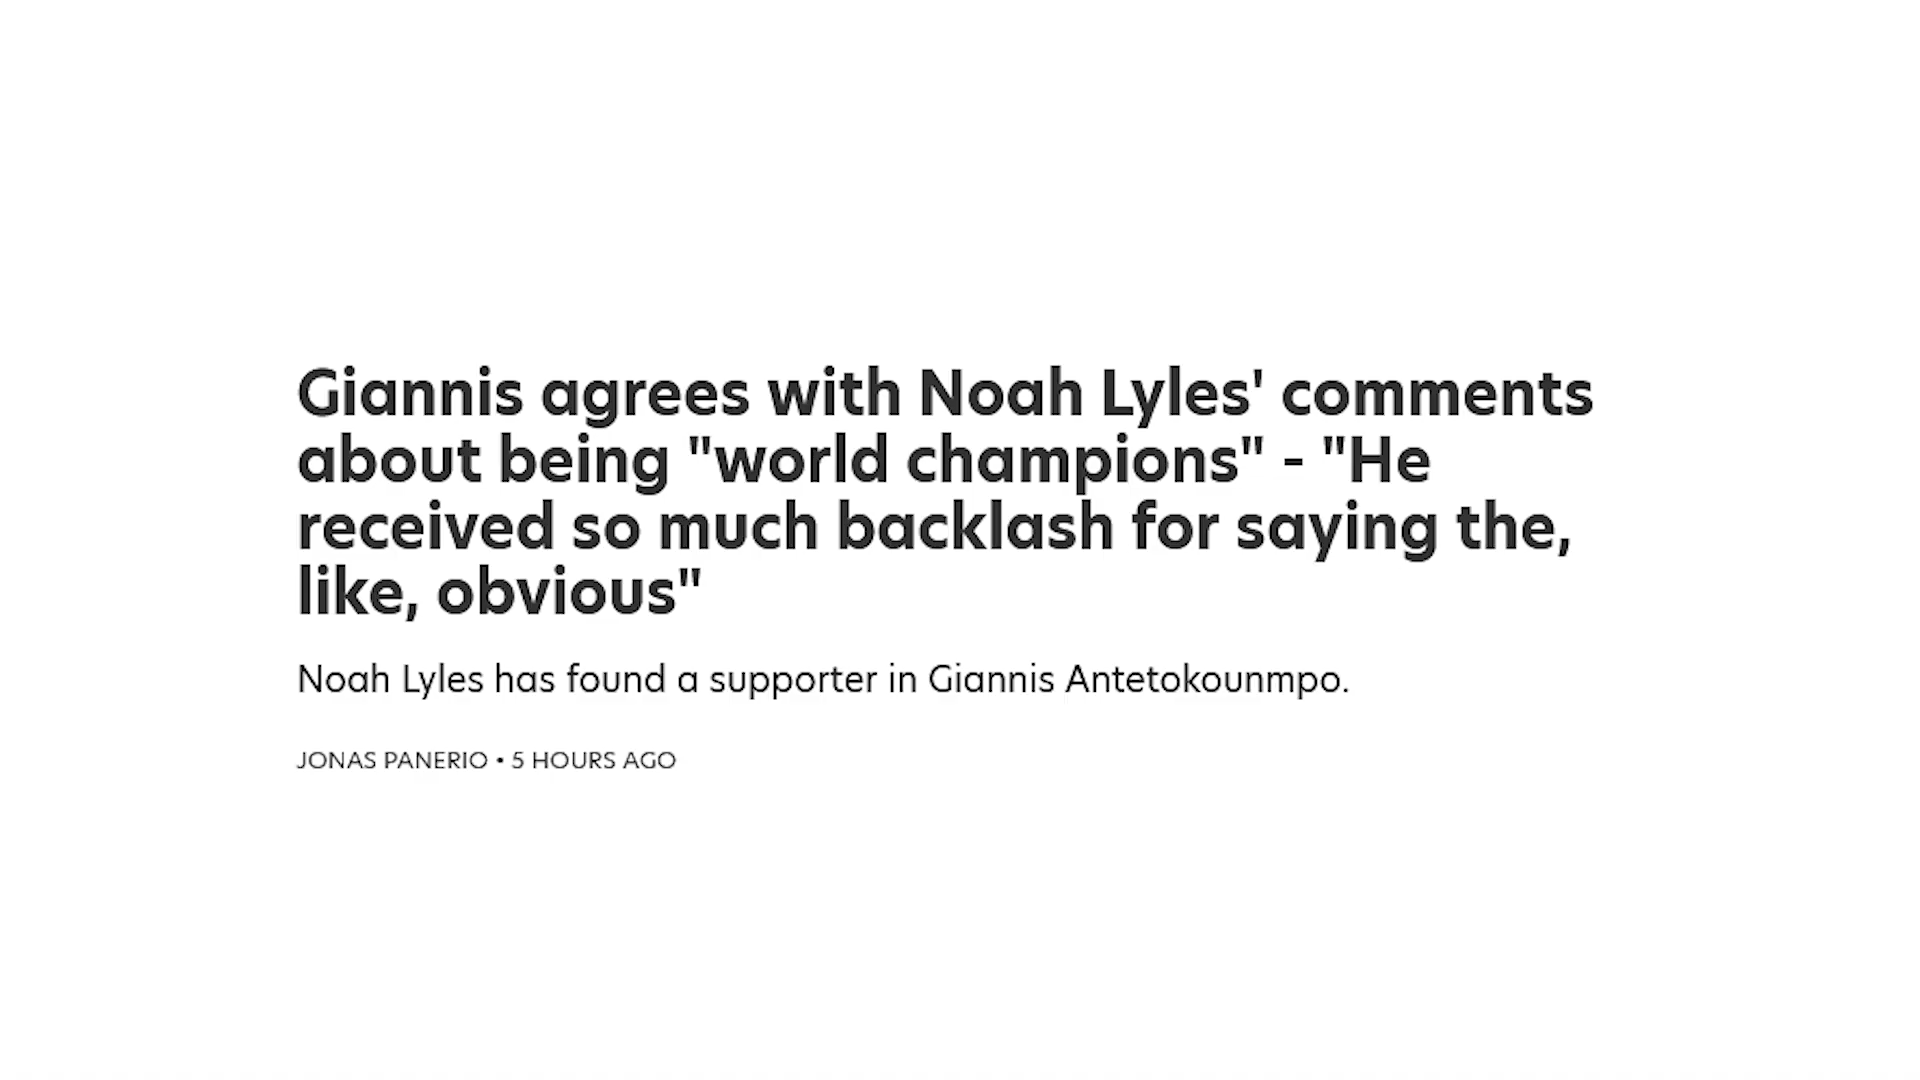 Giannis agrees with Noah Lyles' comments
about being "world champions" - "He
received so much backlash for saying the,
like, obvious"
Noah Lyles has found a supporter in Giannis Antetokounmpo.
JONAS PANERIO • 5 HOURS AGO